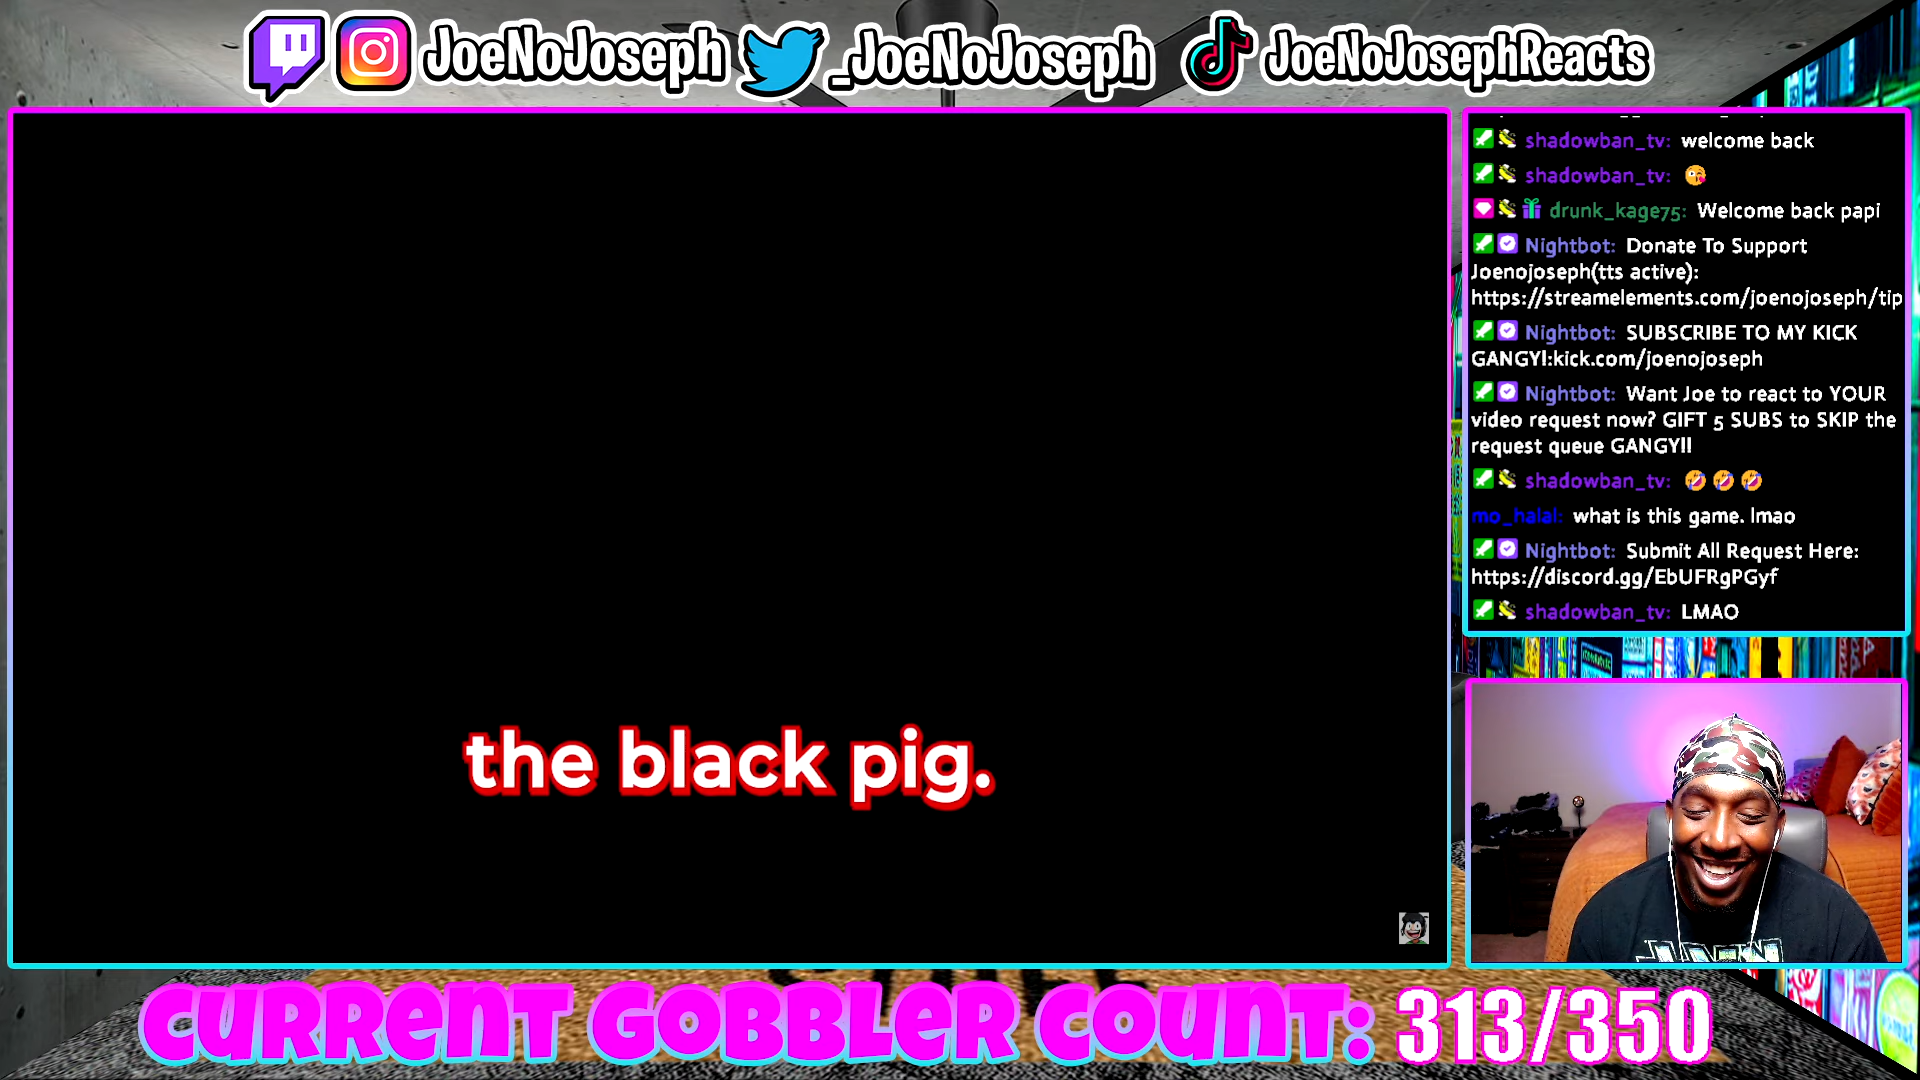 JoeNoJoseph _JoeNoJoseph JoeNoJosephReacts
shadowban_tv: welcome back
shadowban_tv: 😘
drunk_kage75: Welcome back papi
Nightbot: Donate To Support
Joenojoseph(tts active):
https://streamelements.com/joenojoseph/tip
Nightbot: SUBSCRIBE TO MY KICK
GANGY!:kick.com/joenojoseph
Nightbot: Want Joe to react to YOUR
video request now? GIFT 5 SUBS to SKIP the
request queue GANGY!!
shadowban_tv: 🤣🤣🤣
mo_halal: what is this game. lmao
Nightbot: Submit All Request Here:
https://discord.gg/EbUFRgPGyf
shadowban_tv: LMAO
the black pig.
CURRENT GOBBLER COUNT: 313/350